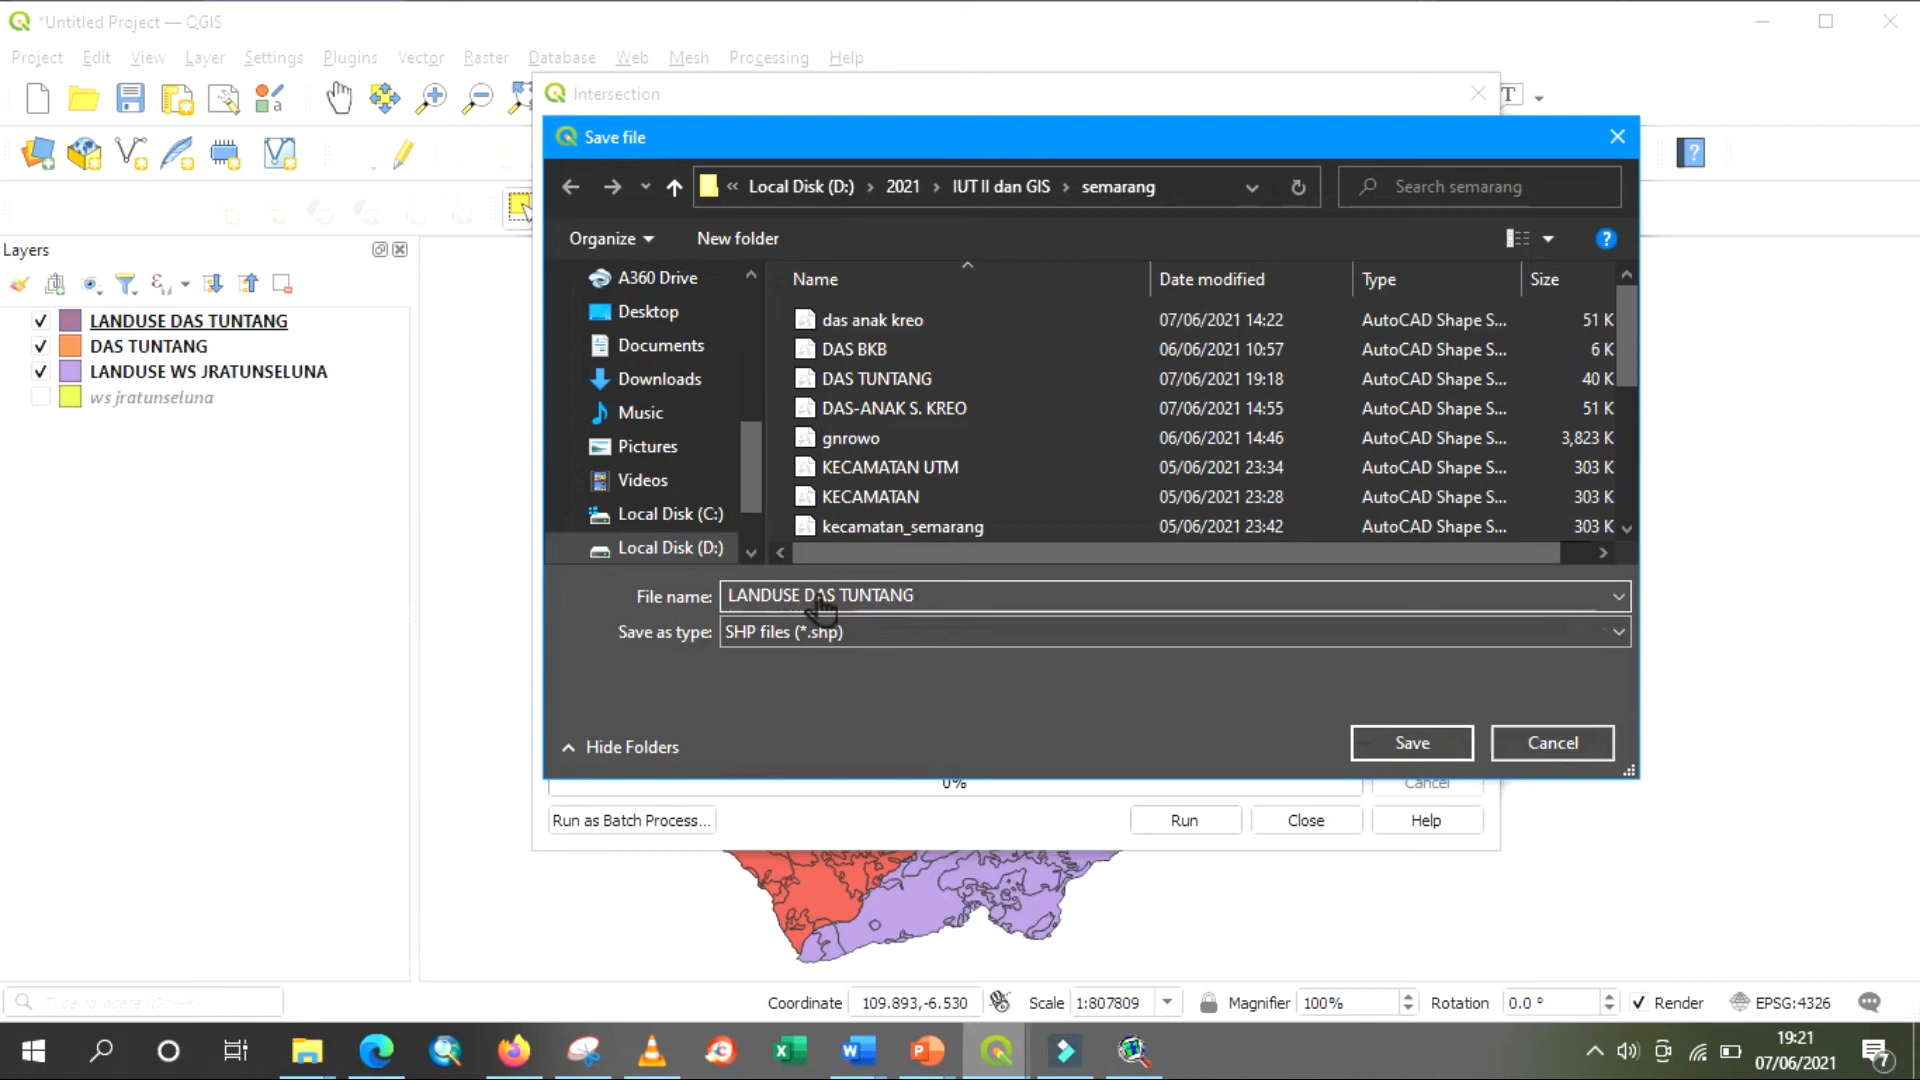 *Untitled Project — QGIS
Project Edit View Layer Settings Plugins Vector Raster Database Web Mesh Processing Help
Intersection
T
Save file
« Local Disk (D:) › 2021 › IUT II dan GIS › semarang
Search semarang
Organize New folder
Layers
A360 Drive
Desktop
Documents
Downloads
Music
Pictures
Videos
Local Disk (C:)
Local Disk (D:)
Name Date modified Type Size
das anak kreo 07/06/2021 14:22 AutoCAD Shape S... 51 K
DAS BKB 06/06/2021 10:57 AutoCAD Shape S... 6 K
DAS TUNTANG 07/06/2021 19:18 AutoCAD Shape S... 40 K
DAS-ANAK S. KREO 07/06/2021 14:55 AutoCAD Shape S... 51 K
gnrowo 06/06/2021 14:46 AutoCAD Shape S... 3,823 K
KECAMATAN UTM 05/06/2021 23:34 AutoCAD Shape S... 303 K
KECAMATAN 05/06/2021 23:28 AutoCAD Shape S... 303 K
kecamatan_semarang 05/06/2021 23:42 AutoCAD Shape S... 303 K
LANDUSE DAS TUNTANG
DAS TUNTANG
LANDUSE WS JRATUNSELUNA
ws jratunseluna
File name: LANDUSE DAS TUNTANG
Save as type: SHP files (*.shp)
Hide Folders
Save Cancel
0% Cancel
Run as Batch Process... Run Close Help
Coordinate 109.893,-6.530 Scale 1:807809 Magnifier 100% Rotation 0.0 ° Render EPSG:4326
19:21
07/06/2021
7